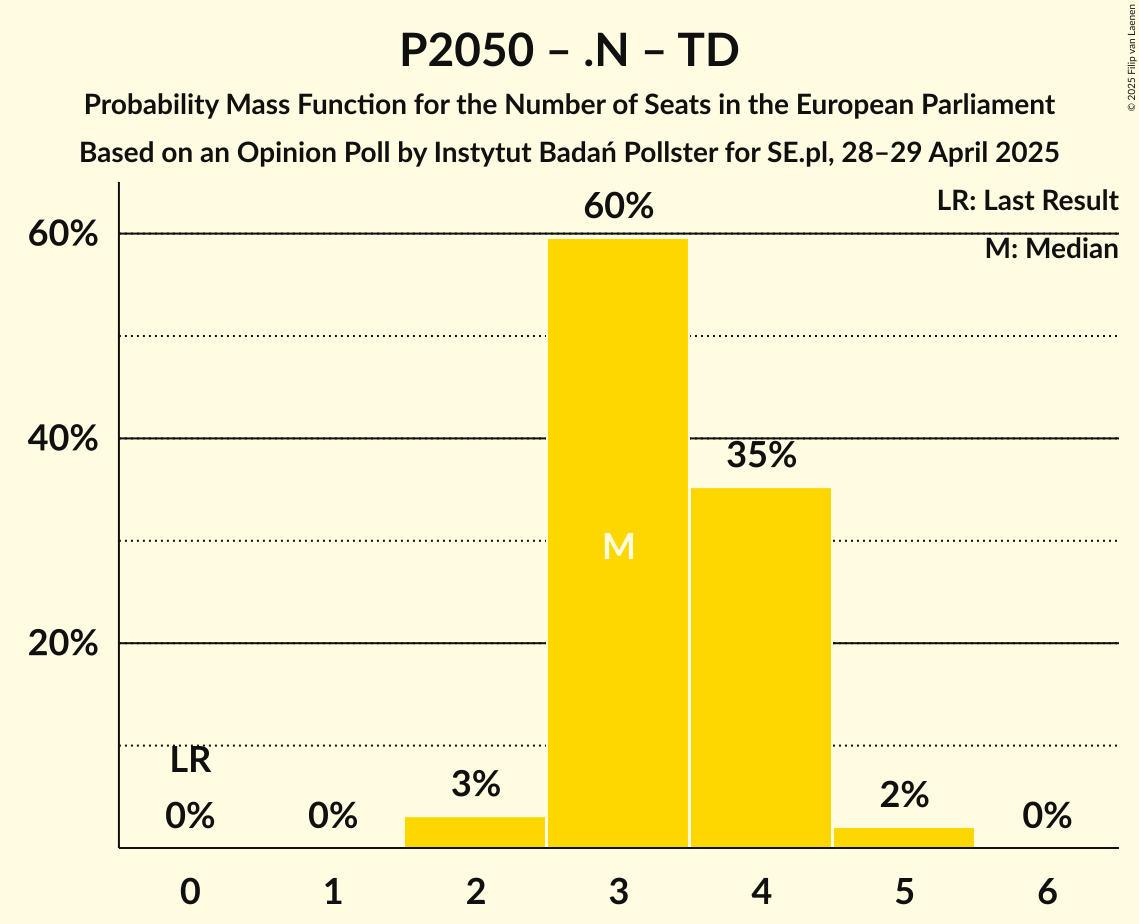 P2050 – .N – TD
Probability Mass Function for the Number of Seats in the European Parliament
Based on an Opinion Poll by Instytut Badań Pollster for SE.pl, 28–29 April 2025
© 2025 Filip van Laenen
LR: Last Result
M: Median
60%
40%
20%
60%
35%
M
LR
0%
0%
3%
2%
0%
0 1 2 3 4 5 6